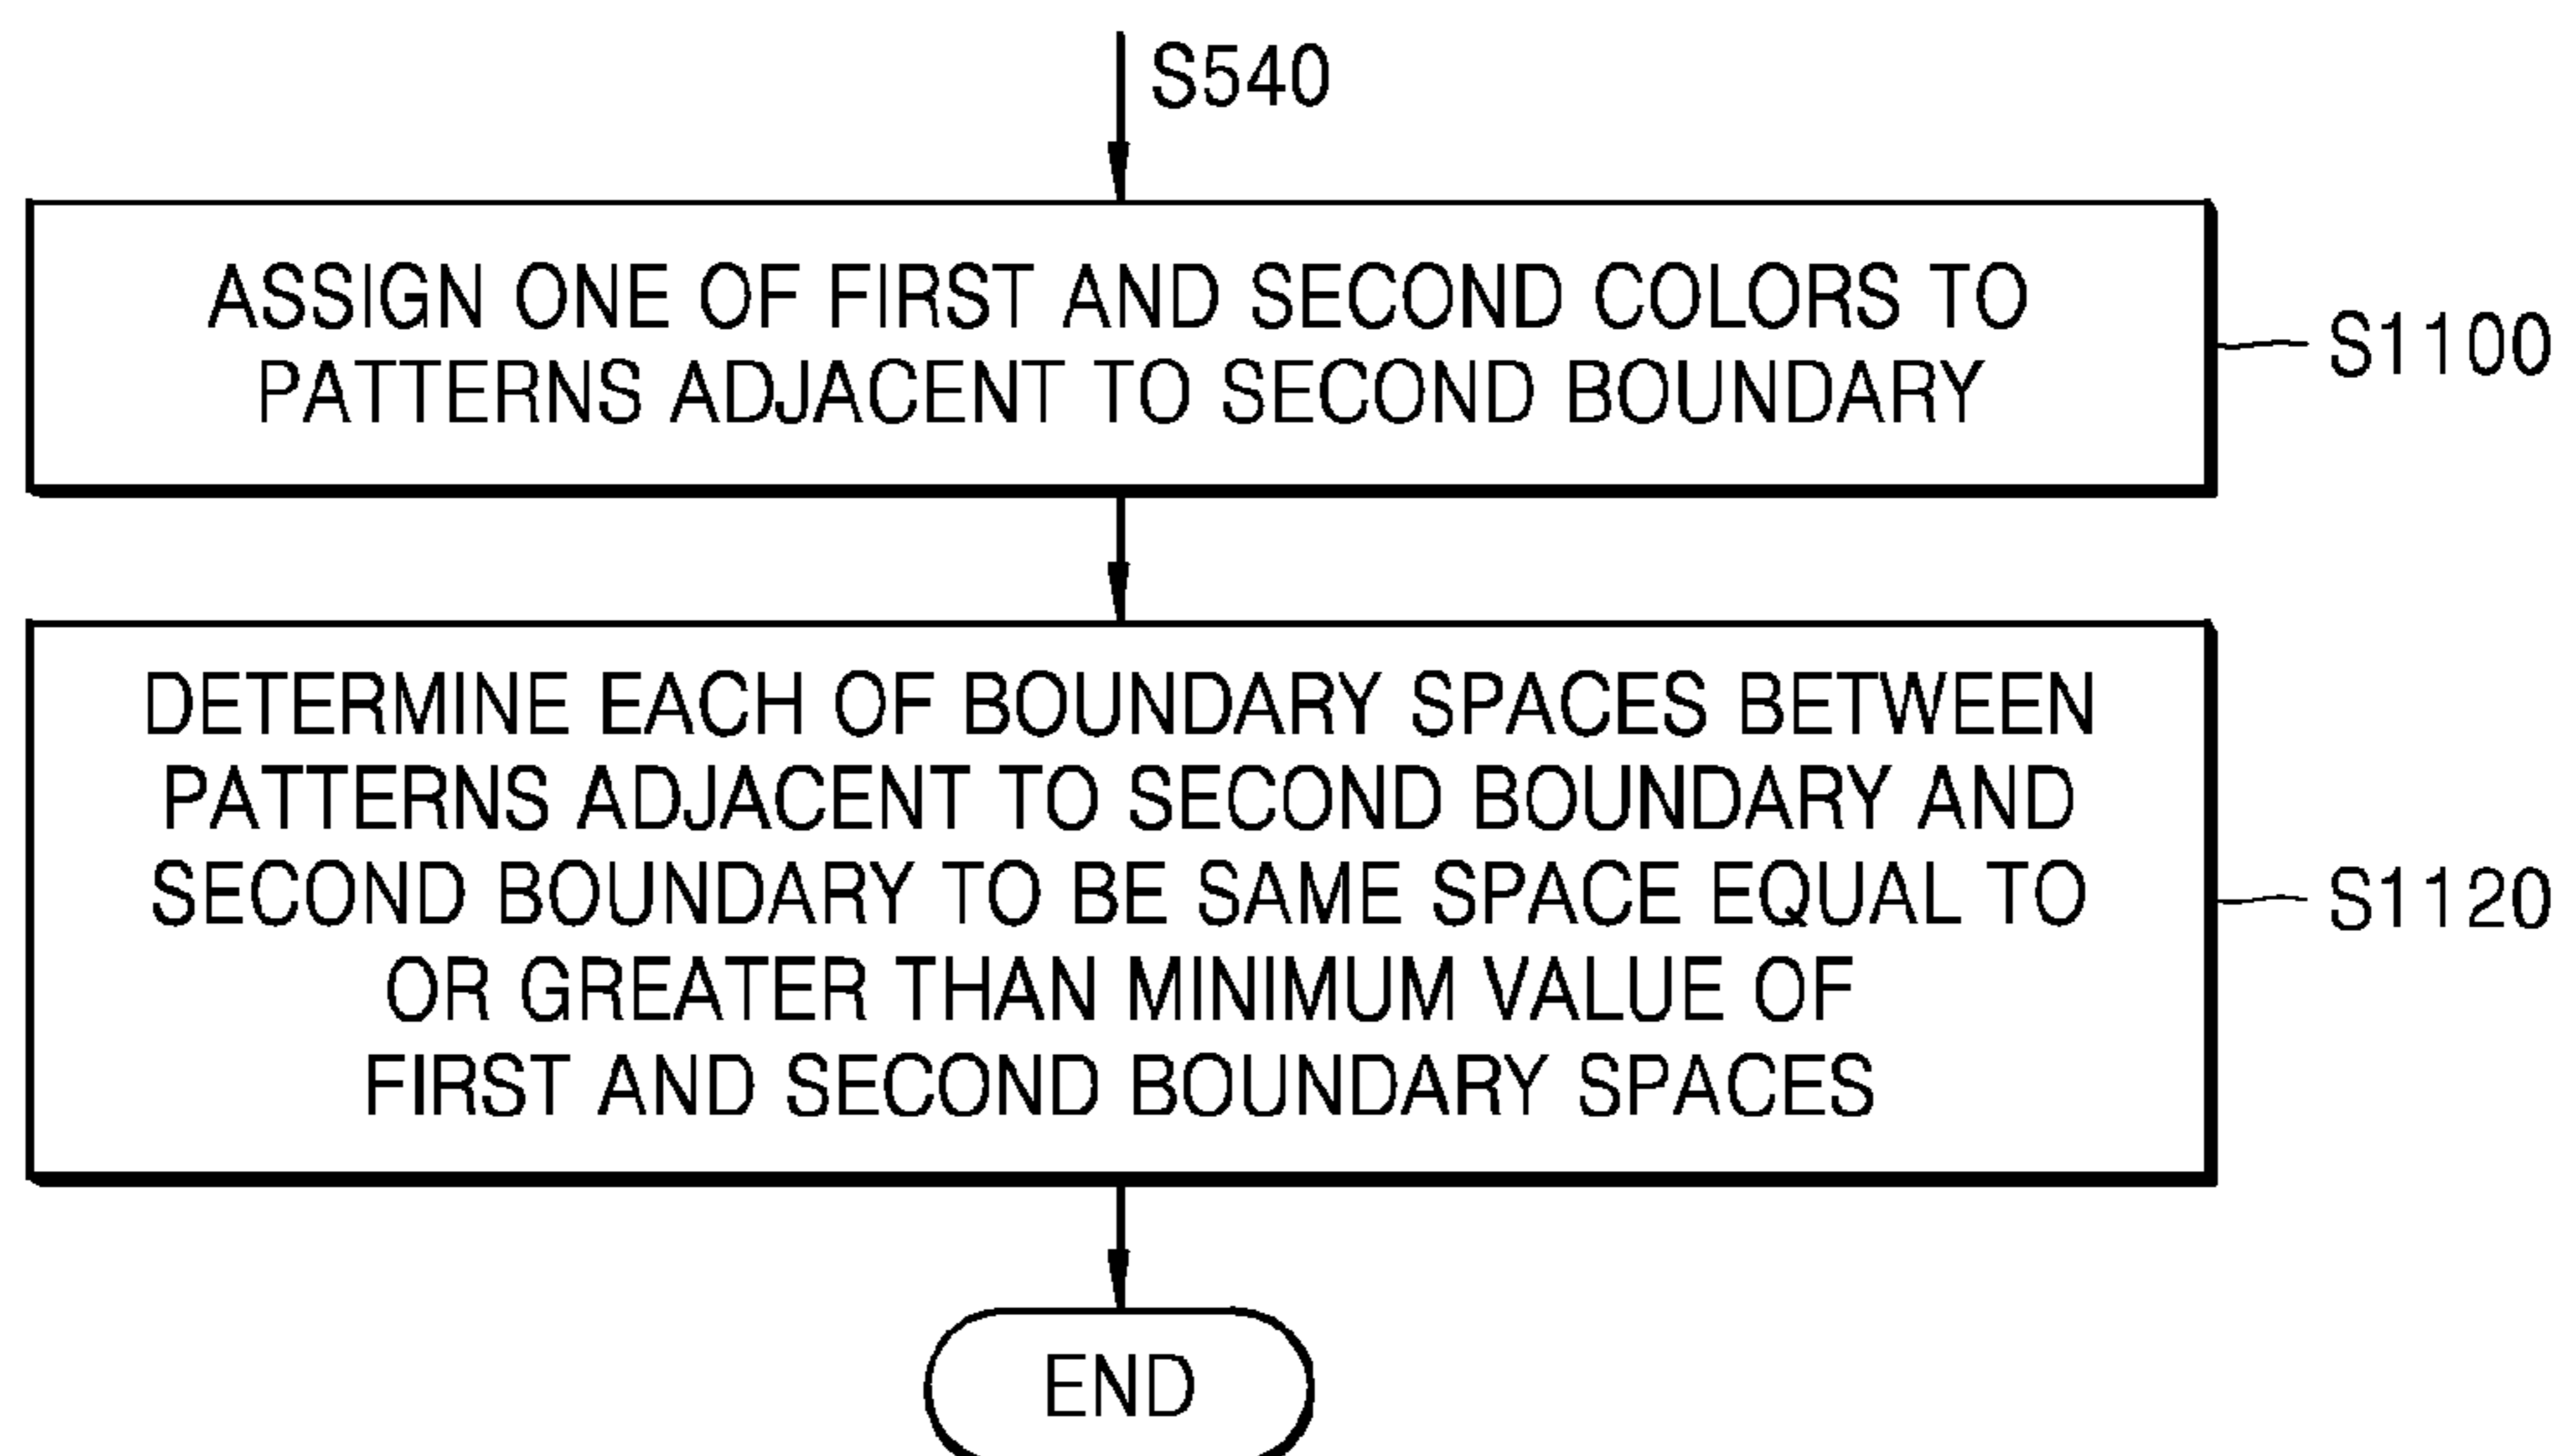 S540
ASSIGN ONE OF FIRST AND SECOND COLORS TO
PATTERNS ADJACENT TO SECOND BOUNDARY
S1100
DETERMINE EACH OF BOUNDARY SPACES BETWEEN
PATTERNS ADJACENT TO SECOND BOUNDARY AND
SECOND BOUNDARY TO BE SAME SPACE EQUAL TO
OR GREATER THAN MINIMUM VALUE OF
FIRST AND SECOND BOUNDARY SPACES
S1120
END